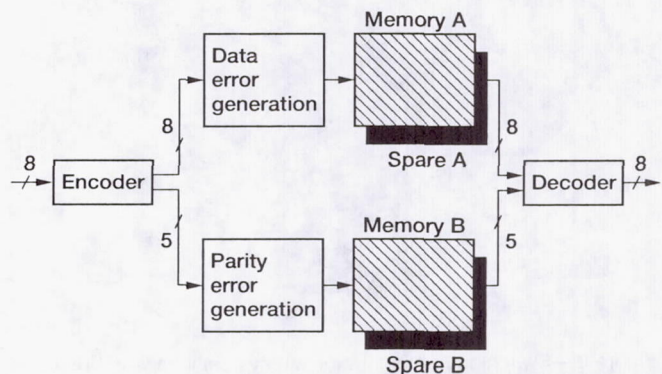 Memory A
Data
error
generation
8
8
Spare A
8
Encoder
Decoder
8
Memory B
5
5
Parity
error
generation
Spare B